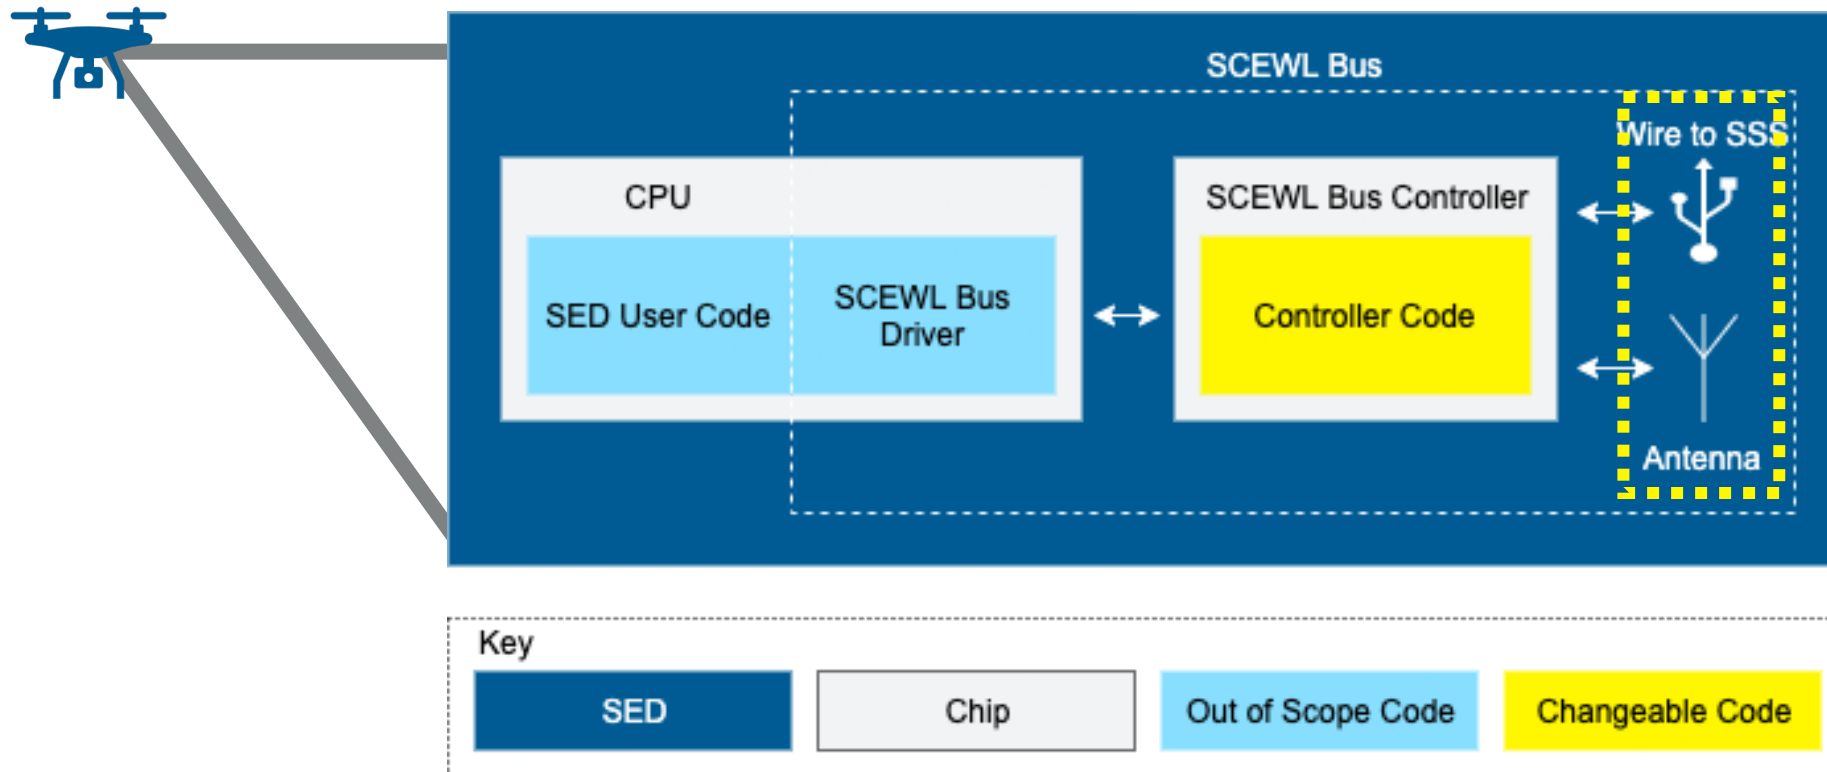 SCEWL Bus
Wire to SSS
CPU
SCEWL Bus Controller
SED User Code
SCEWL Bus
Driver
Controller Code
Antenna
Key
SED
Chip
Out of Scope Code
Changeable Code